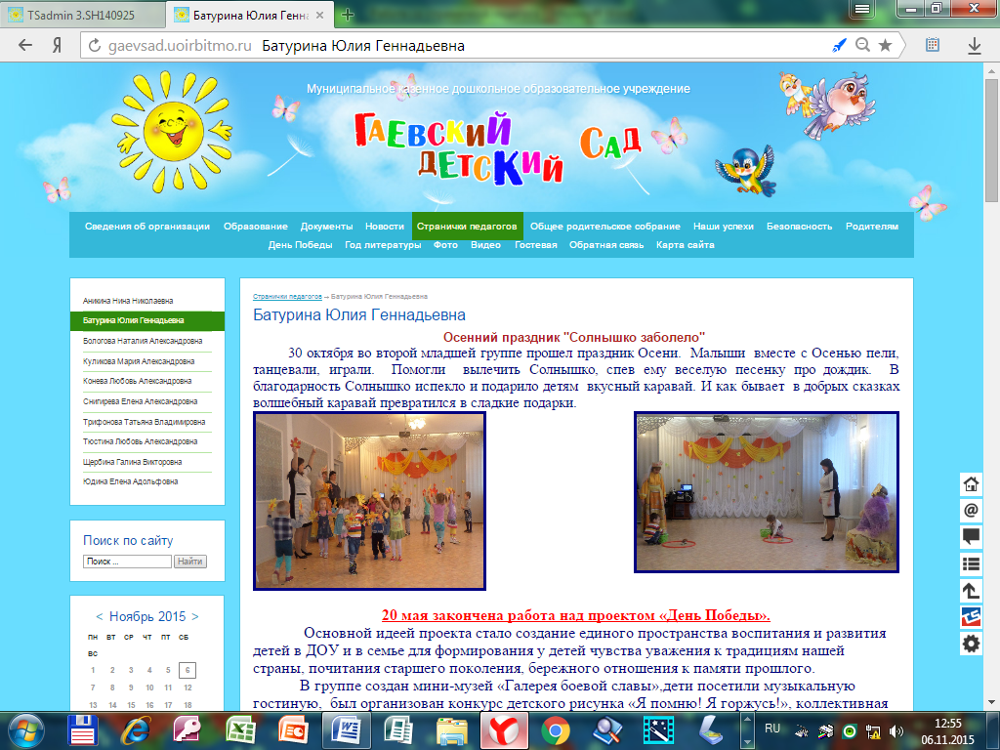 TSadmin 3.SH140925
Батурина Юлия Генна
gaevsad.uoirbitmo.ru Батурина Юлия Геннадьевна
Муниципальное казенное дошкольное образовательное учреждение
Гаевский Сад
детский
Сведения об организации Образование Документы Новости Странички педагогов Общее родительское собрание Наши успехи Безопасность Родителям
День Победы Год литературы Фото Видео Гостевая Обратная связь Карта сайта
Аникина Нина Николаевна
Батурина Юлия Геннадьевна
Бологова Наталия Александровна
Куликова Мария Александровна
Конева Любовь Александровна
Снигирева Елена Александровна
Трифонова Татьяна Владимировна
Тюстина Любовь Александровна
Щербина Галина Викторовна
Юдина Елена Адольфовна
Поиск по сайту
Поиск ... Найти
< Ноябрь 2015 >
пн вт ср чт пт сб
вс
1 2 3 4 5 6
7 8 9 10 11 12
13 14 15 16 17 18
Странички педагогов → Батурина Юлия Геннадьевна
Батурина Юлия Геннадьевна
Осенний праздник "Солнышко заболело"
30 октября во второй младшей группе прошел праздник Осени. Малыши вместе с Осенью пели,
танцевали, играли. Помогли вылечить Солнышко, спев ему веселую песенку про дождик. В
благодарность Солнышко испекло и подарило детям вкусный каравай. И как бывает в добрых сказках
волшебный каравай превратился в сладкие подарки.
20 мая закончена работа над проектом «День Победы».
Основной идеей проекта стало создание единого пространства воспитания и развития
детей в ДОУ и в семье для формирования у детей чувства уважения к традициям нашей
страны, почитания старшего поколения, бережного отношения к памяти прошлого.
В группе создан мини-музей «Галерея боевой славы»,дети посетили музыкальную
гостиную, был организован конкурс детского рисунка «Я помню! Я горжусь!», коллективная
RU
12:55
06.11.2015